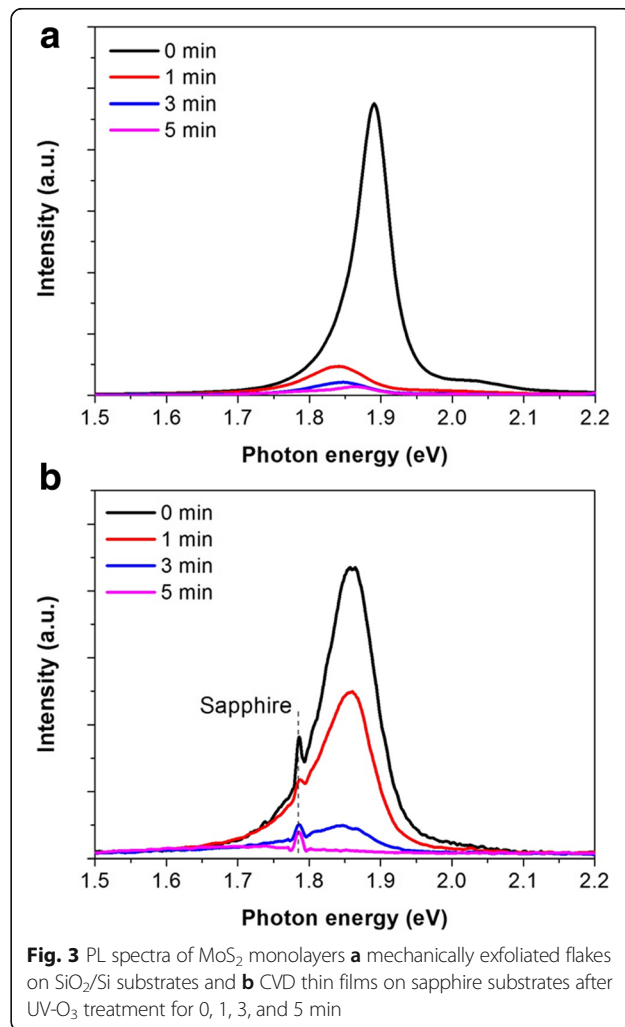 a
0 min
1 min
3 min
5 min
Intensity (a.u.)
1.5 1.6 1.7 1.8 1.9 2.0 2.1 2.2
Photon energy (eV)
b
0 min
1 min
3 min
5 min
Sapphire
Intensity (a.u.)
1.5 1.6 1.7 1.8 1.9 2.0 2.1 2.2
Photon energy (eV)
Fig. 3 PL spectra of MoS₂ monolayers a mechanically exfoliated flakes
on SiO₂/Si substrates and b CVD thin films on sapphire substrates after
UV-O₃ treatment for 0, 1, 3, and 5 min